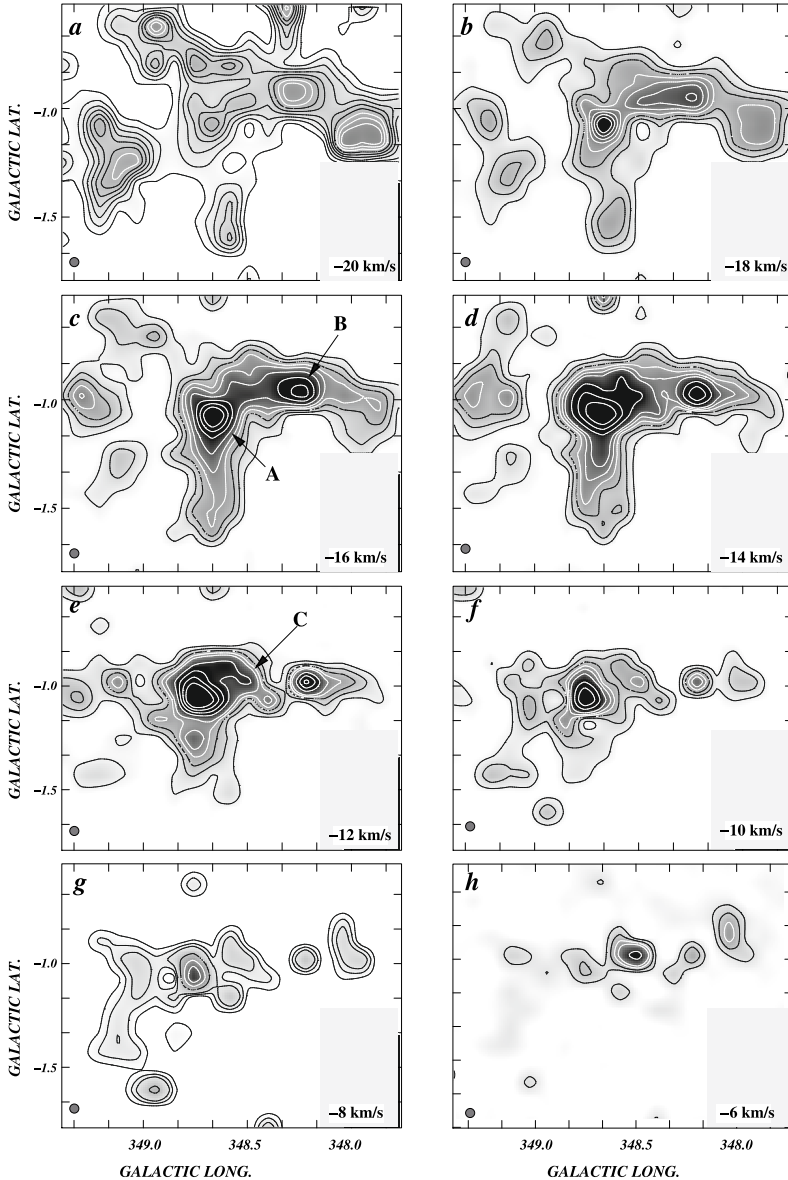 a
b
GALACTIC LAT.
−1.0
−1.5
−20 km/s
−18 km/s
c
B
d
GALACTIC LAT.
−1.0
A
−1.5
−16 km/s
−14 km/s
e
C
f
GALACTIC LAT.
−1.0
−1.5
−12 km/s
−10 km/s
g
h
GALACTIC LAT.
−1.0
−1.5
−8 km/s
−6 km/s
349.0 348.5 348.0
349.0 348.5 348.0
GALACTIC LONG.
GALACTIC LONG.